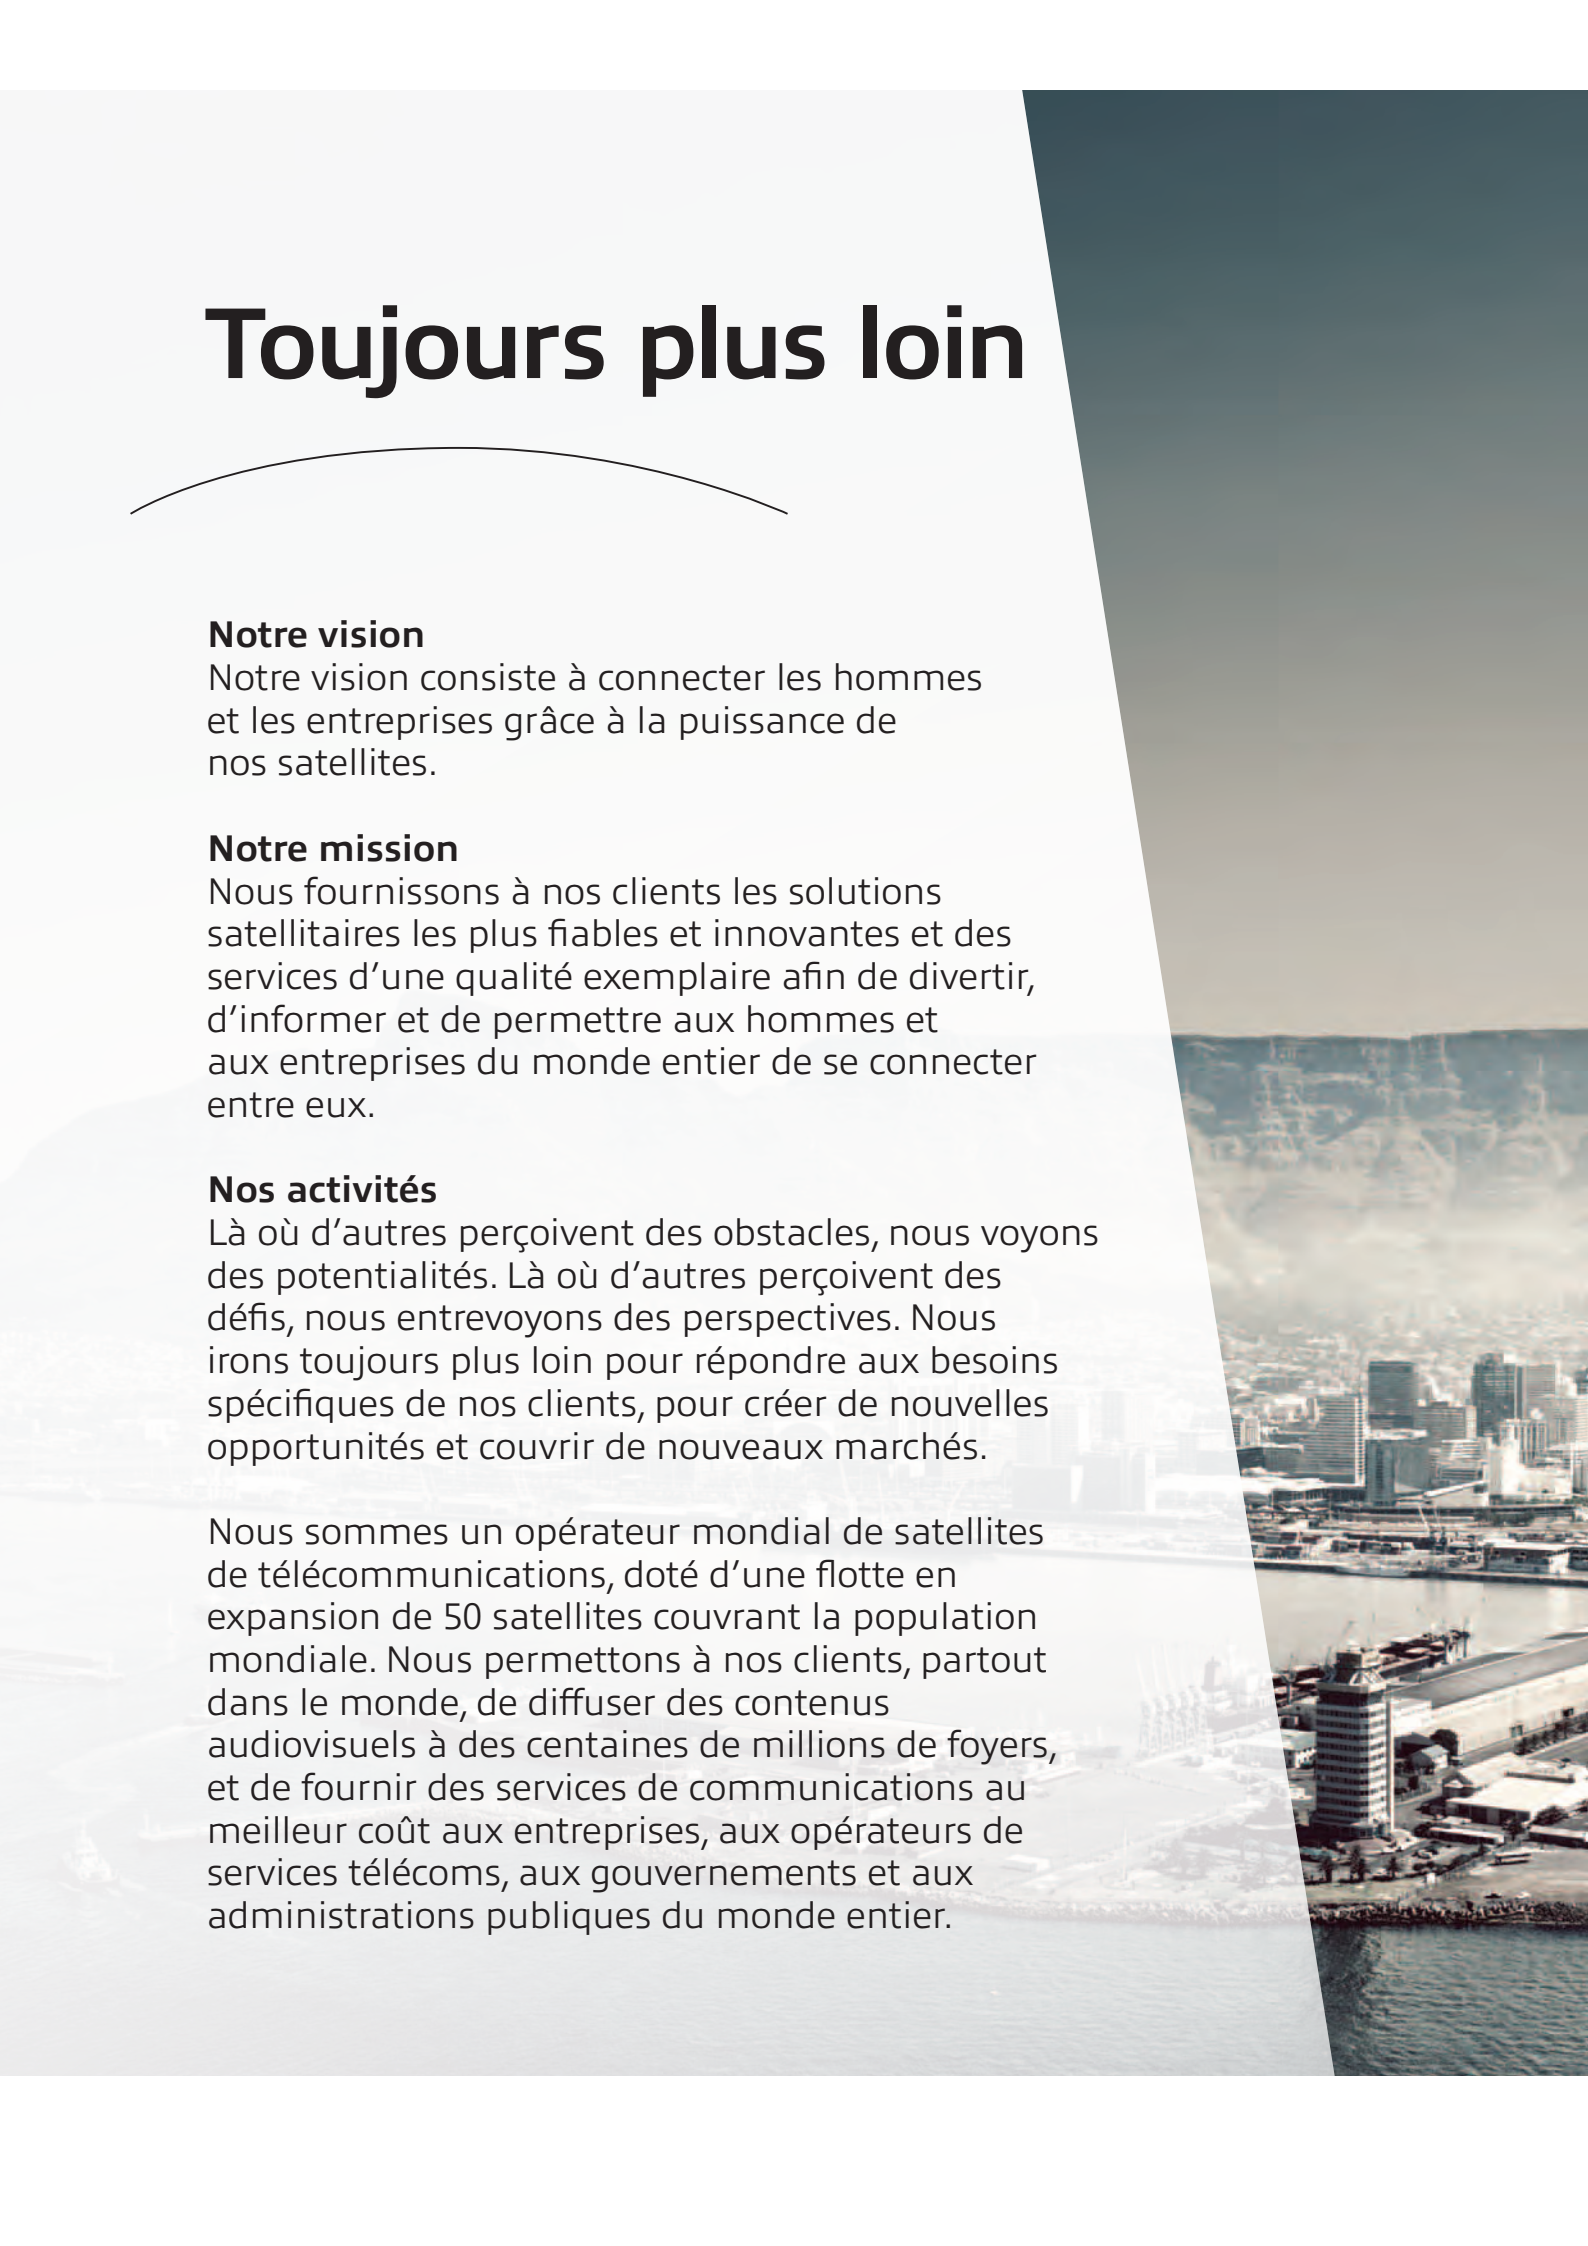 Toujours plus loin
Notre vision
Notre vision consiste à connecter les hommes
et les entreprises grâce à la puissance de
nos satellites.
Notre mission
Nous fournissons à nos clients les solutions
satellitaires les plus fiables et innovantes et des
services d’une qualité exemplaire afin de divertir,
d’informer et de permettre aux hommes et
aux entreprises du monde entier de se connecter
entre eux.
Nos activités
Là où d’autres perçoivent des obstacles, nous voyons
des potentialités. Là où d’autres perçoivent des
défis, nous entrevoyons des perspectives. Nous
irons toujours plus loin pour répondre aux besoins
spécifiques de nos clients, pour créer de nouvelles
opportunités et couvrir de nouveaux marchés.
Nous sommes un opérateur mondial de satellites
de télécommunications, doté d’une flotte en
expansion de 50 satellites couvrant la population
mondiale. Nous permettons à nos clients, partout
dans le monde, de diffuser des contenus
audiovisuels à des centaines de millions de foyers,
et de fournir des services de communications au
meilleur coût aux entreprises, aux opérateurs de
services télécoms, aux gouvernements et aux
administrations publiques du monde entier.